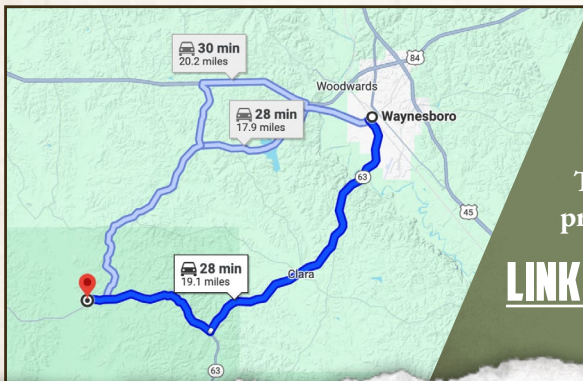 30 min
20.2 miles
84
Woodwards
28 min
17.9 miles
Waynesboro
63
45
28 min
19.1 miles
Clara
63
T
pr
LINK